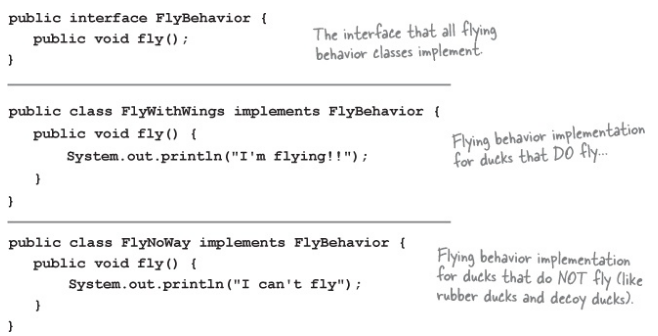 public interface FlyBehavior {
public void fly();
}
The interface that all flying
behavior classes implement.
public class FlyWithWings implements FlyBehavior {
public void fly() {
System.out.println("I'm flying!!");
}
}
Flying behavior implementation
for ducks that DO fly...
public class FlyNoWay implements FlyBehavior {
public void fly() {
System.out.println("I can't fly");
}
}
Flying behavior implementation
for ducks that do NOT fly (like
rubber ducks and decoy ducks).